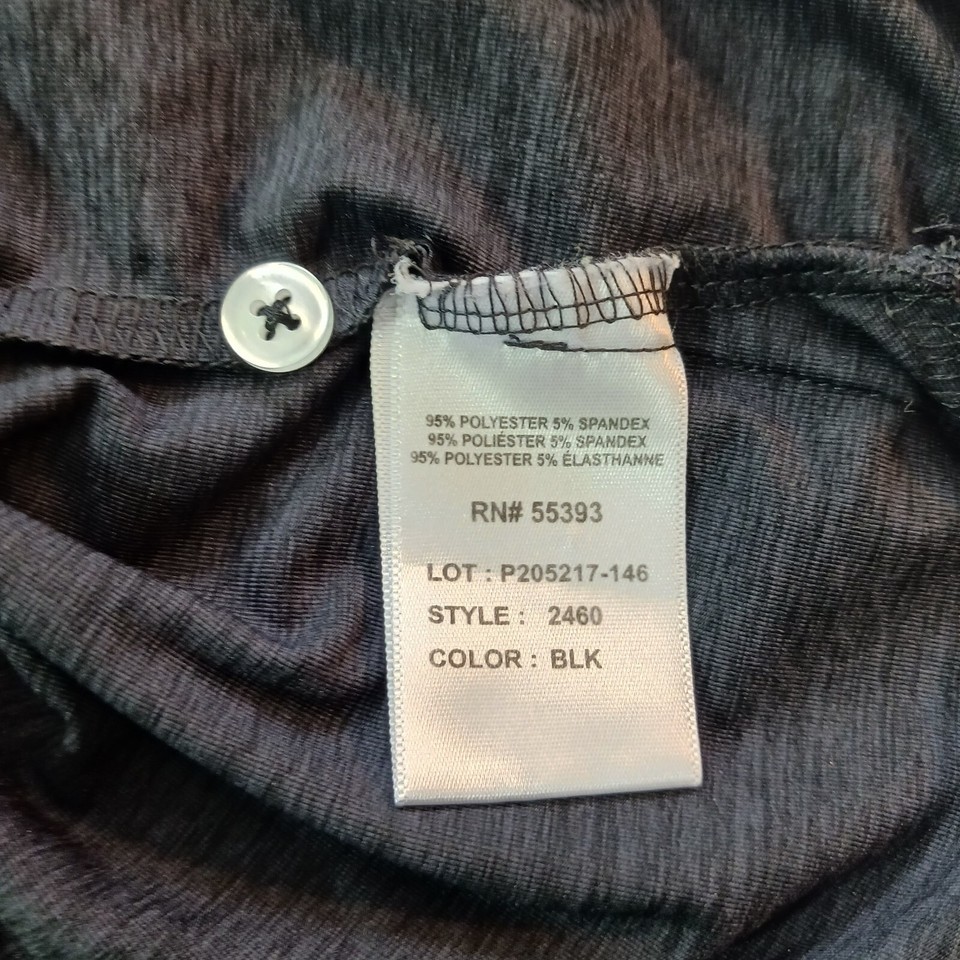 95% POLYESTER 5% SPANDEX
95% POLIÉSTER 5% SPANDEX
95% POLYESTER 5% ÉLASTHANNE
RN# 55393
LOT : P205217-146
STYLE : 2460
COLOR : BLK